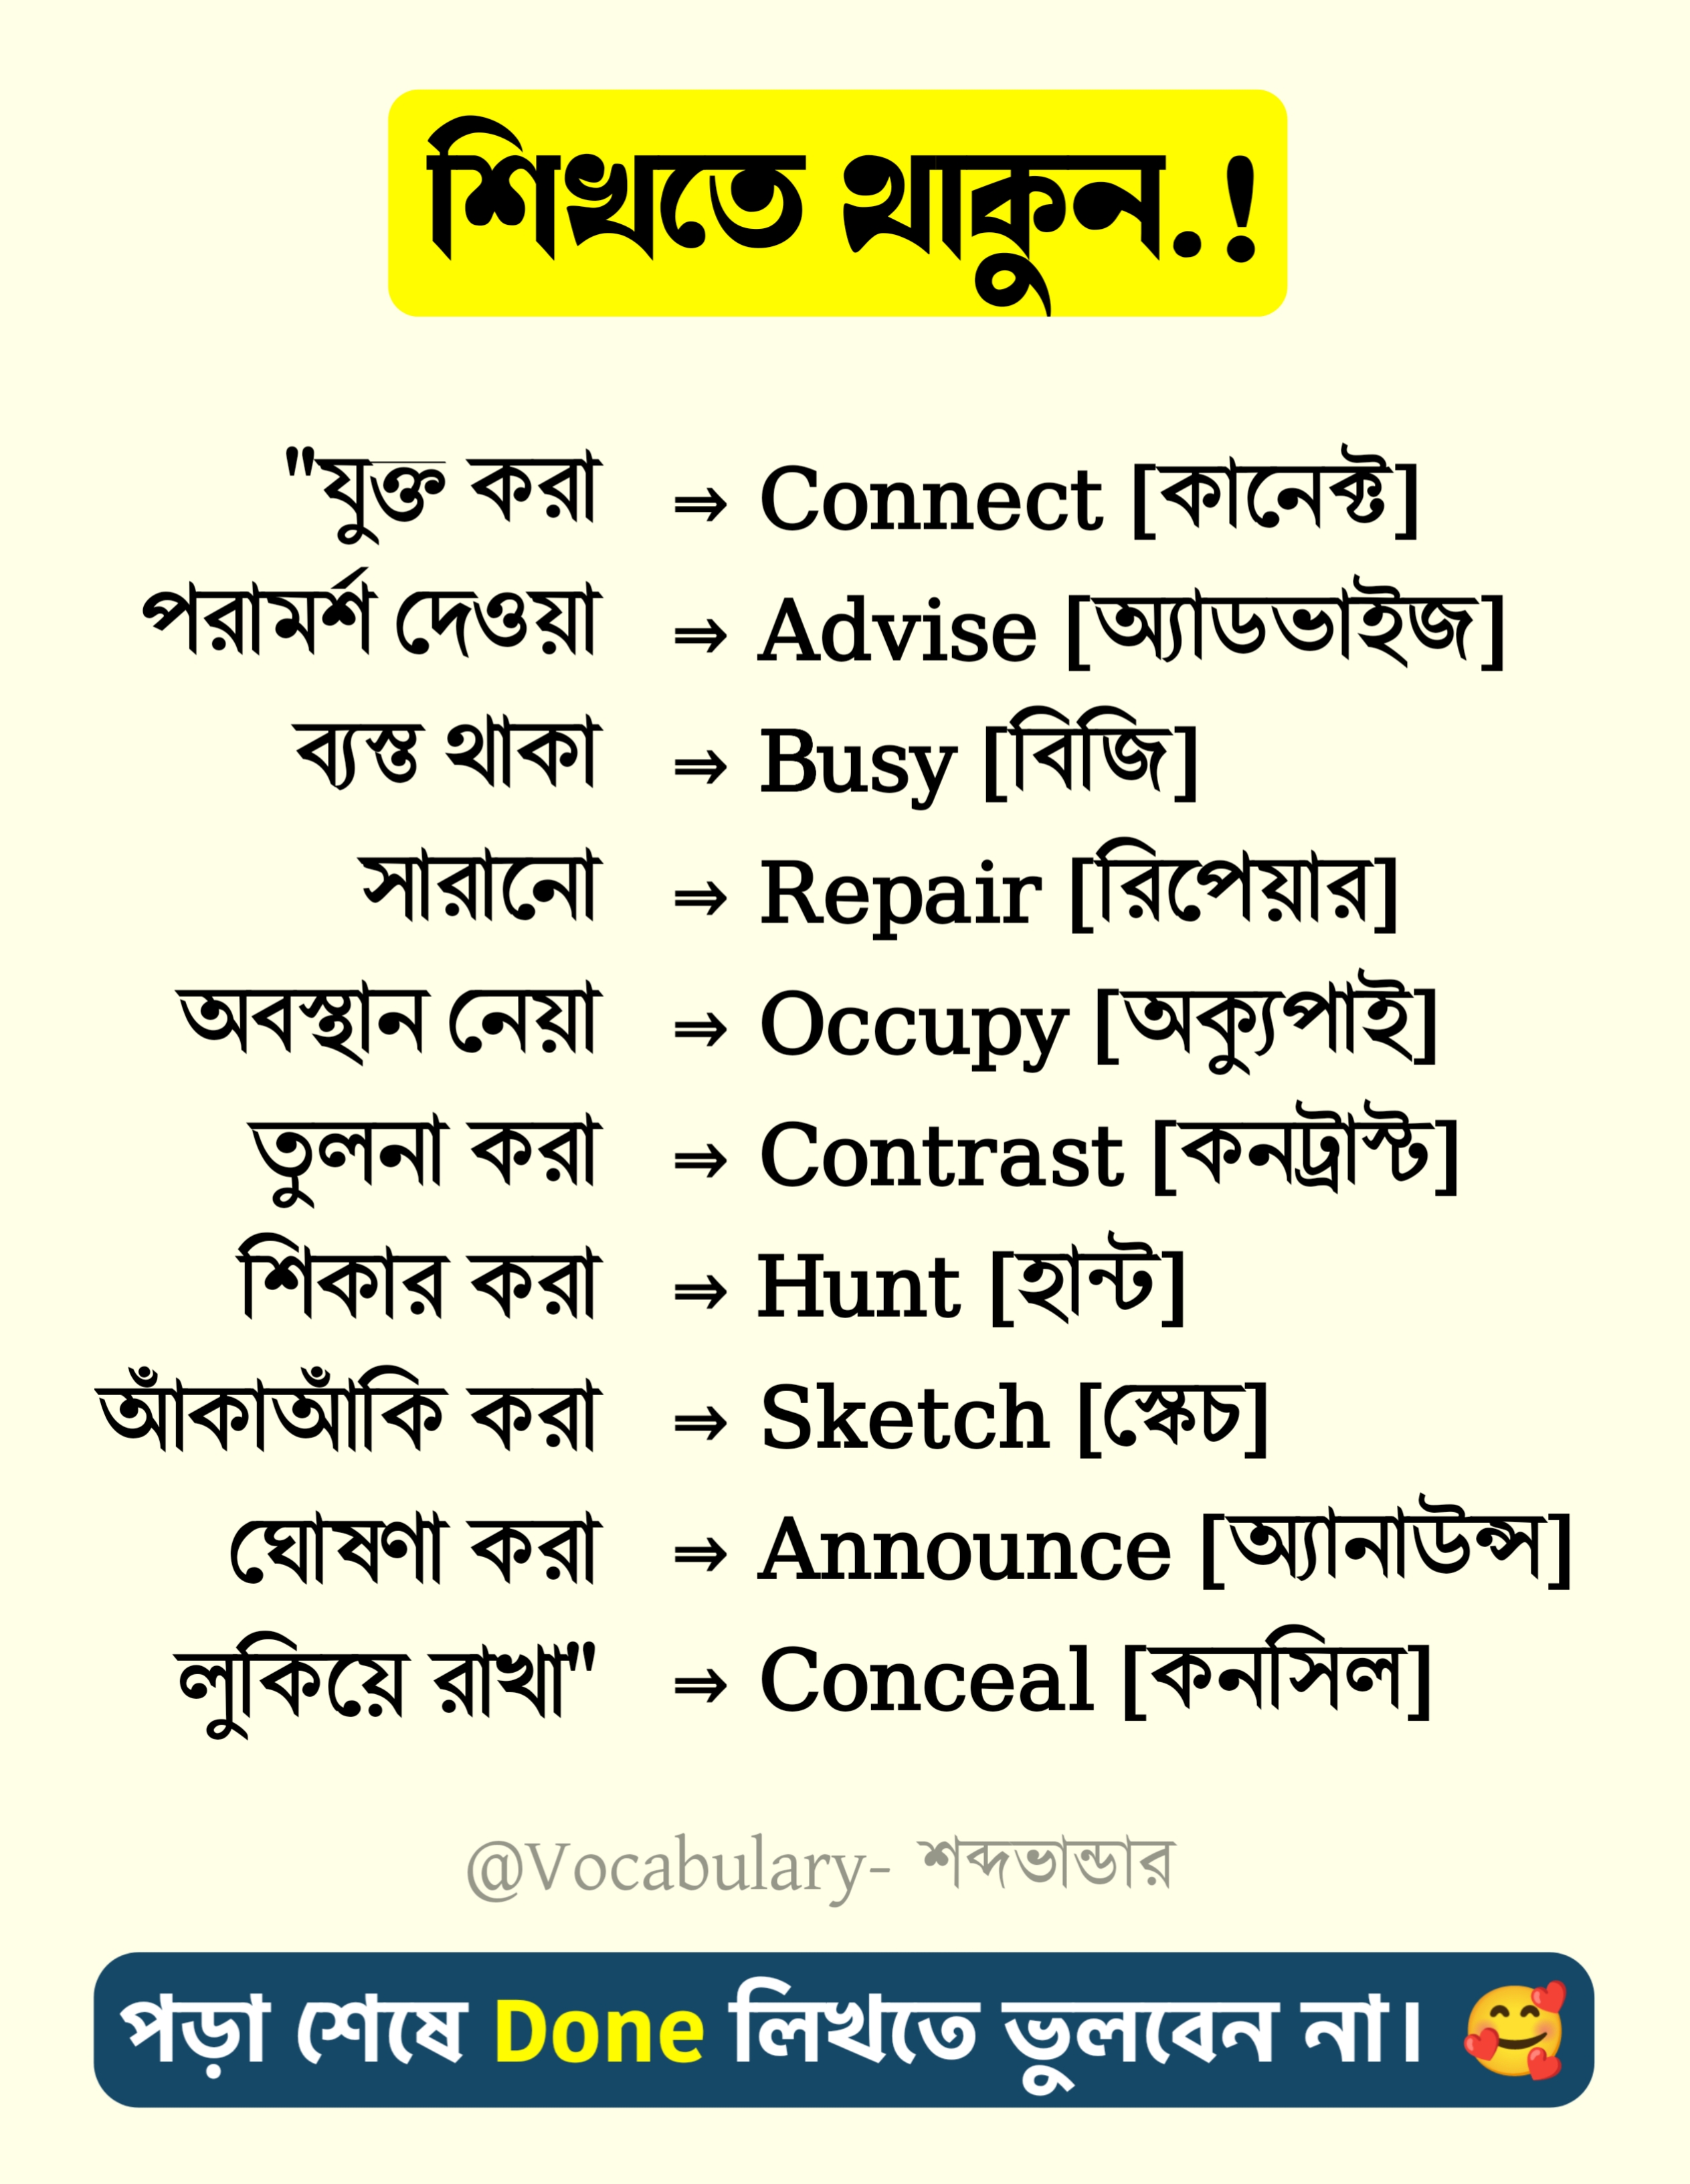 শিখতে থাকুন.!
"যুক্ত করা ⇒ Connect [কানেক্ট]
পরামর্শ দেওয়া ⇒ Advise [অ্যাডভাইজ]
ব্যস্ত থাকা ⇒ Busy [বিজি]
সারানো ⇒ Repair [রিপেয়ার]
অবস্থান নেয়া ⇒ Occupy [অক্যুপাই]
তুলনা করা ⇒ Contrast [কনট্রাস্ট]
শিকার করা ⇒ Hunt [হান্ট]
আঁকাআঁকি করা ⇒ Sketch [স্কেচ]
ঘোষণা করা ⇒ Announce [অ্যানাউন্স]
লুকিয়ে রাখা" ⇒ Conceal [কনসিল]
@Vocabulary- শব্দভাডার
পড়া শেষে Done লিখতে ভুলবেন না। 🥰